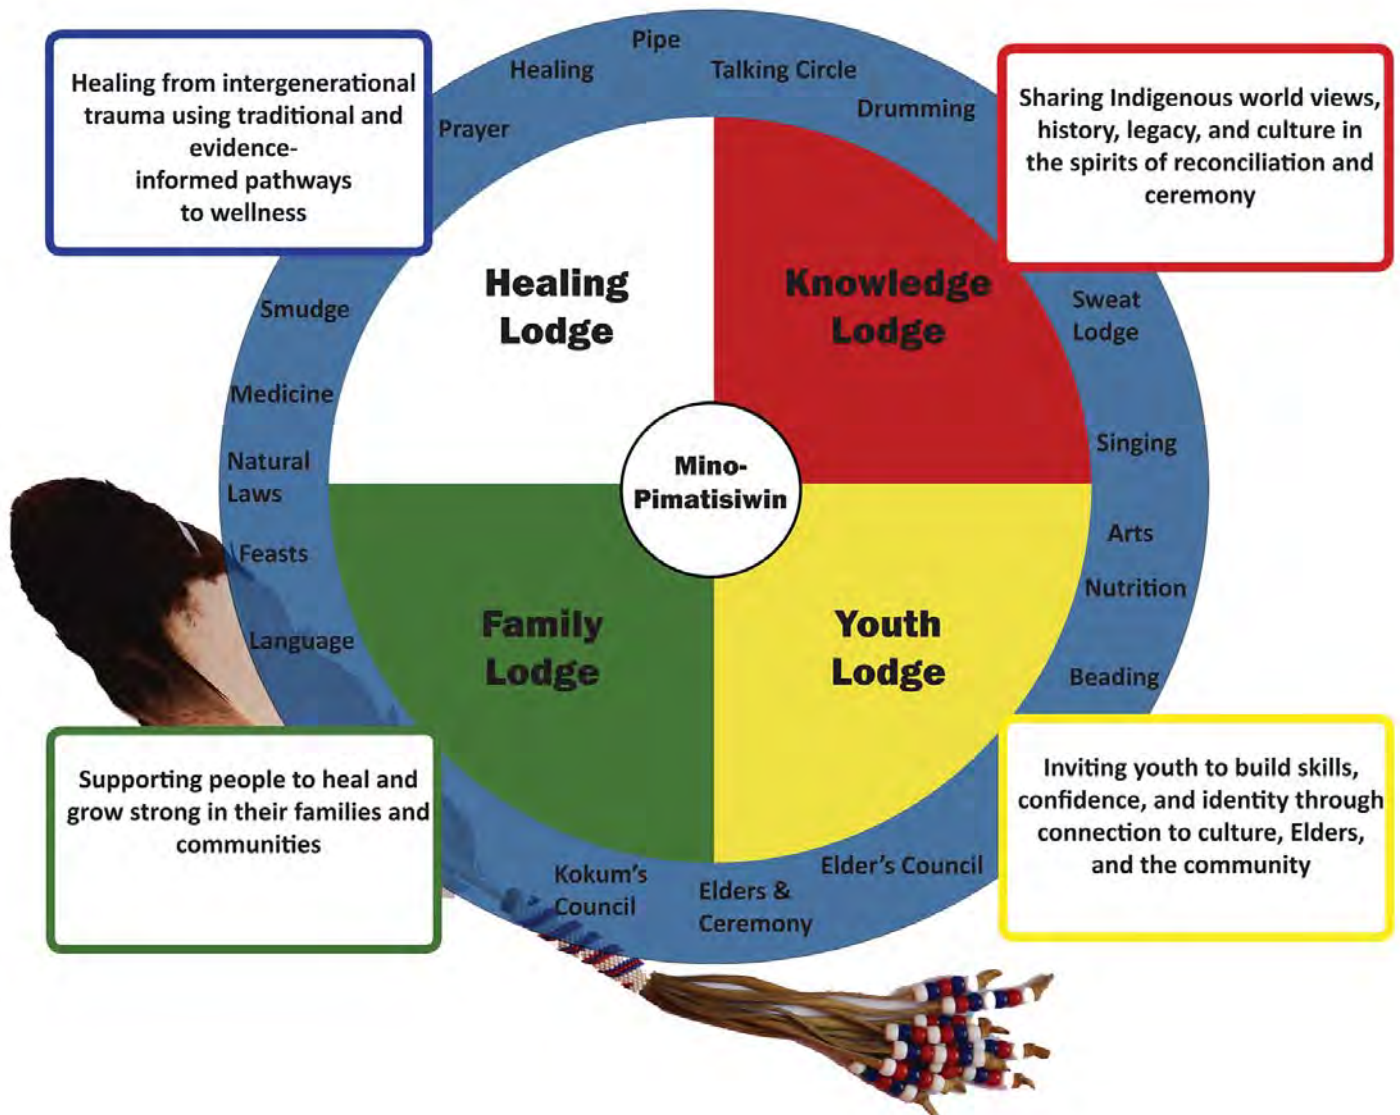 Pipe
Healing
Talking Circle
Drumming
Prayer
Healing from intergenerational
trauma using traditional and
evidence-
informed pathways
to wellness
Sharing Indigenous world views,
history, legacy, and culture in
the spirits of reconciliation and
ceremony
Healing
Lodge
Knowledge
Lodge
Smudge
Medicine
Natural
Laws
Feasts
Language
Sweat
Lodge
Singing
Arts
Nutrition
Beading
Mino-
Pimatisiwin
Family
Lodge
Youth
Lodge
Supporting people to heal and
grow strong in their families and
communities
Inviting youth to build skills,
confidence, and identity through
connection to culture, Elders,
and the community
Kokum's
Council
Elders &
Ceremony
Elder's Council